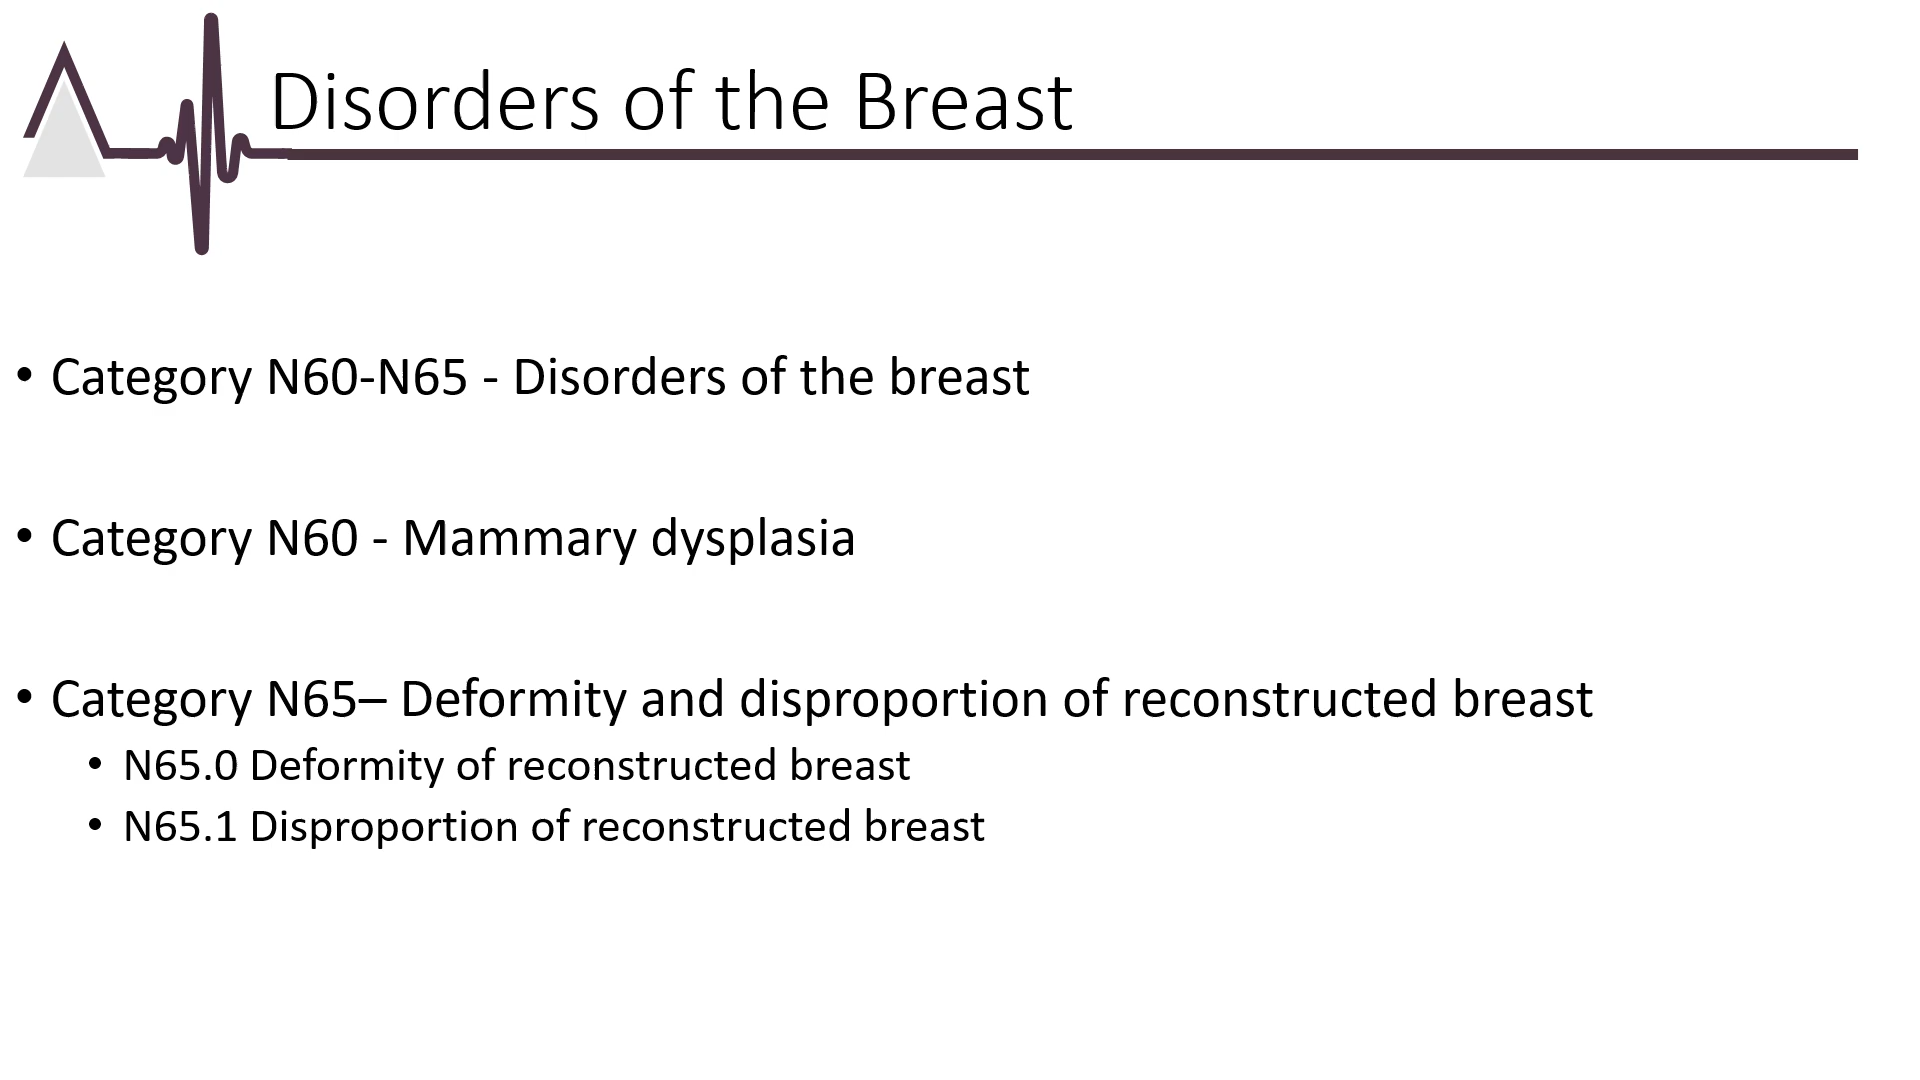 Disorders of the Breast
• Category N60-N65 - Disorders of the breast
• Category N60 - Mammary dysplasia
• Category N65– Deformity and disproportion of reconstructed breast
• N65.0 Deformity of reconstructed breast
• N65.1 Disproportion of reconstructed breast